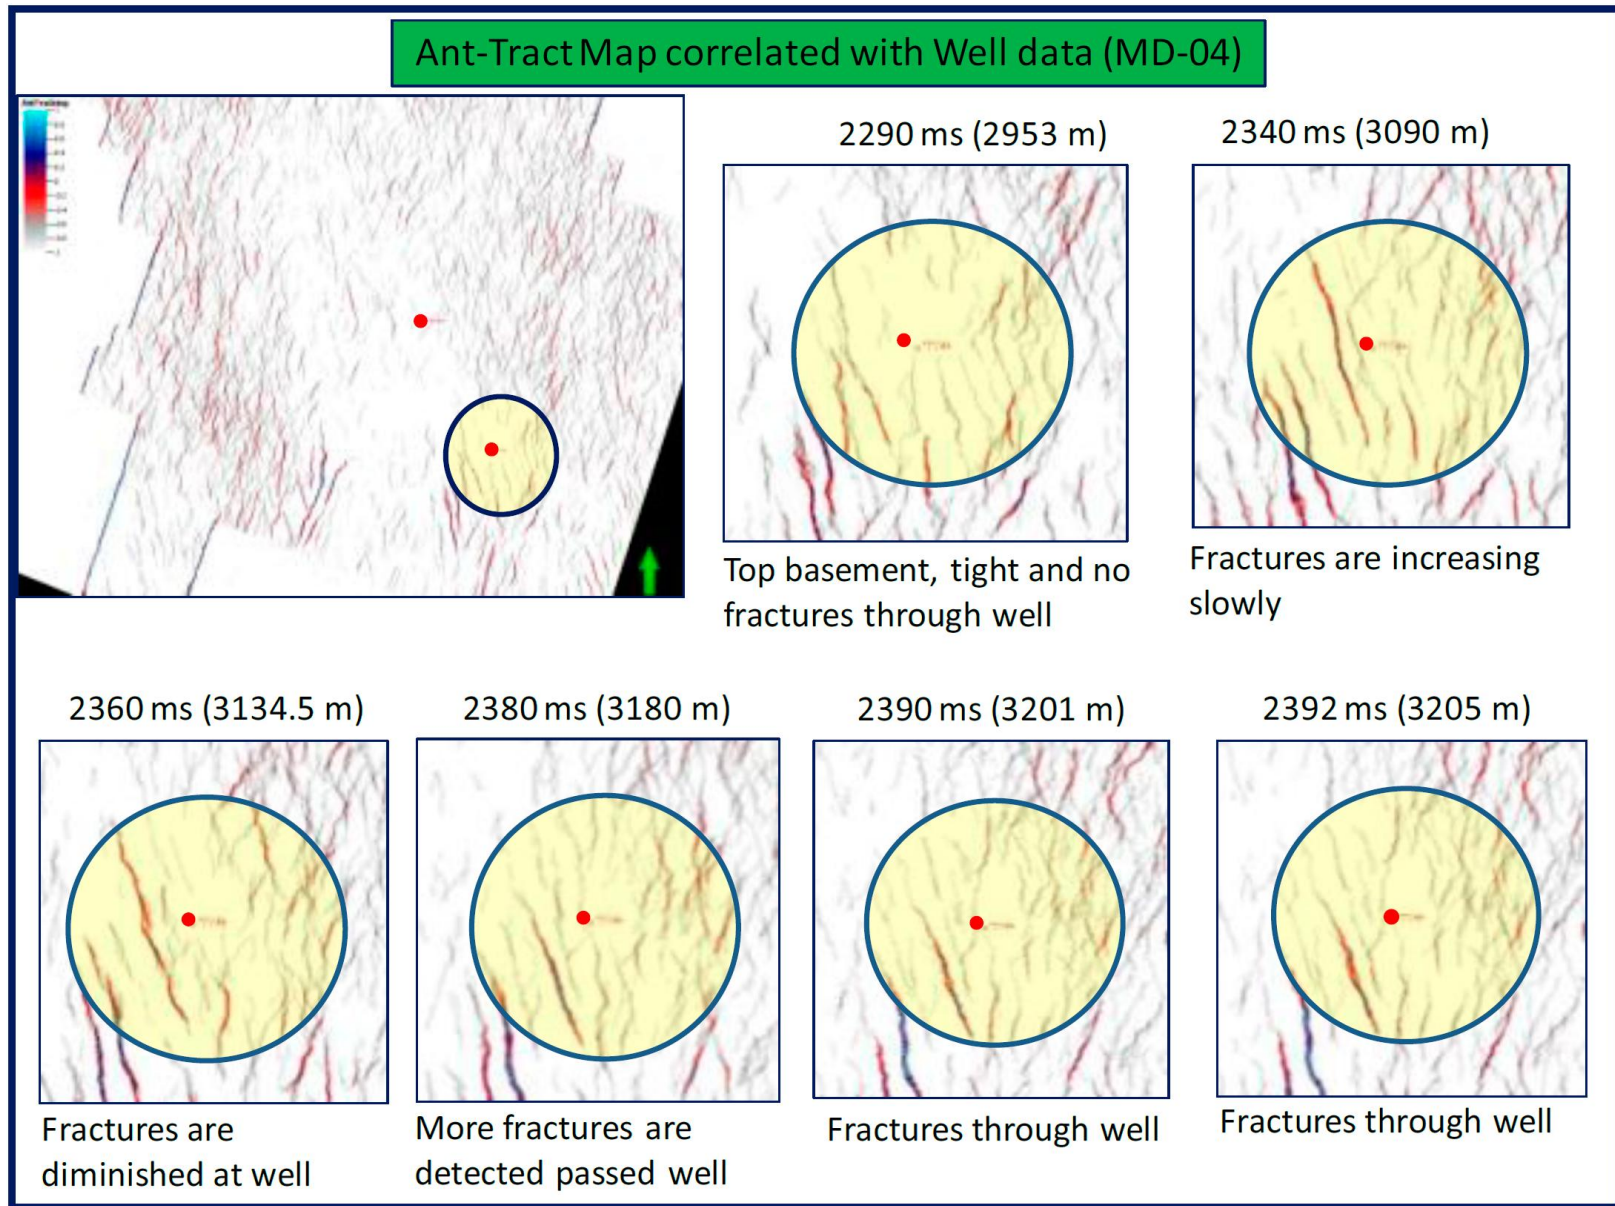 Ant-Tract Map correlated with Well data (MD-04)
2290 ms (2953 m)
2340 ms (3090 m)
Top basement, tight and no
fractures through well
Fractures are increasing
slowly
2360 ms (3134.5 m)
2380 ms (3180 m)
2390 ms (3201 m)
2392 ms (3205 m)
Fractures are
diminished at well
More fractures are
detected passed well
Fractures through well
Fractures through well